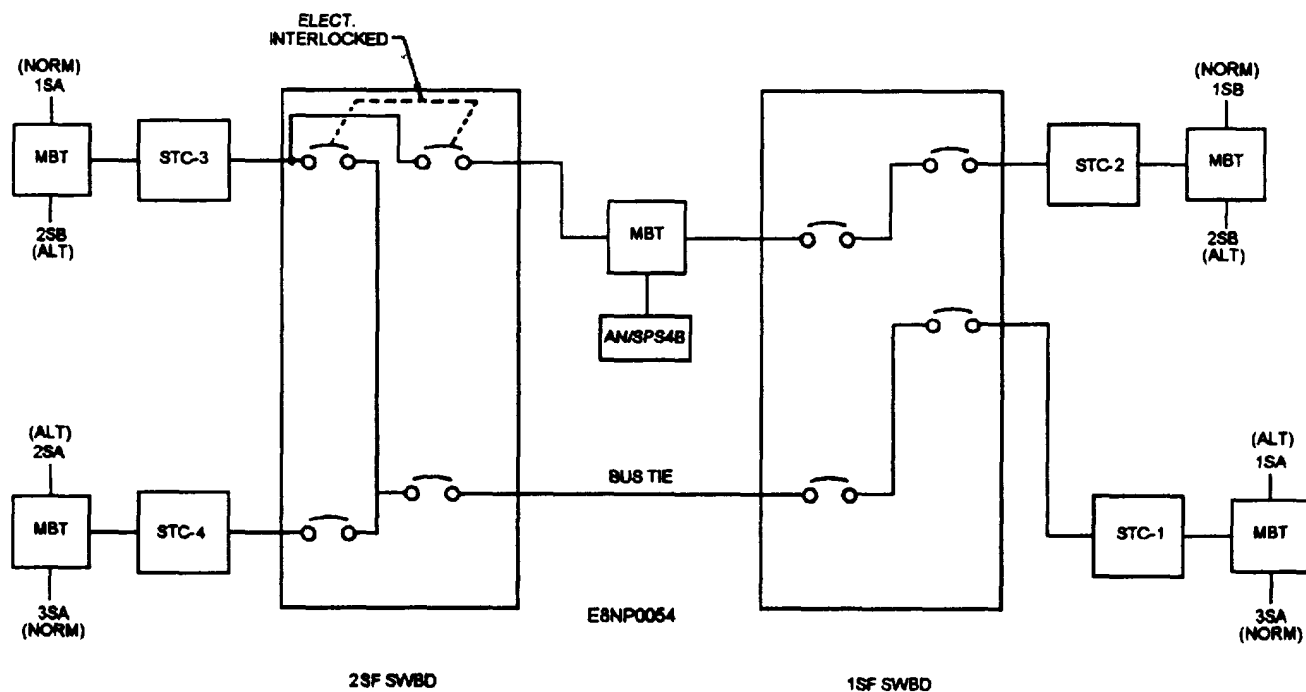 ELECT.
INTERLOCKED
(NORM)
1SA
MBT
STC-3
2SB
(ALT)
(NORM)
1SB
STC-2
MBT
2SB
(ALT)
MBT
AN/SPS4B
(ALT)
2SA
MBT
STC-4
3SA
(NORM)
BUS TIE
(ALT)
1SA
STC-1
MBT
3SA
(NORM)
E8NP0054
2SF SWBD
1SF SWBD